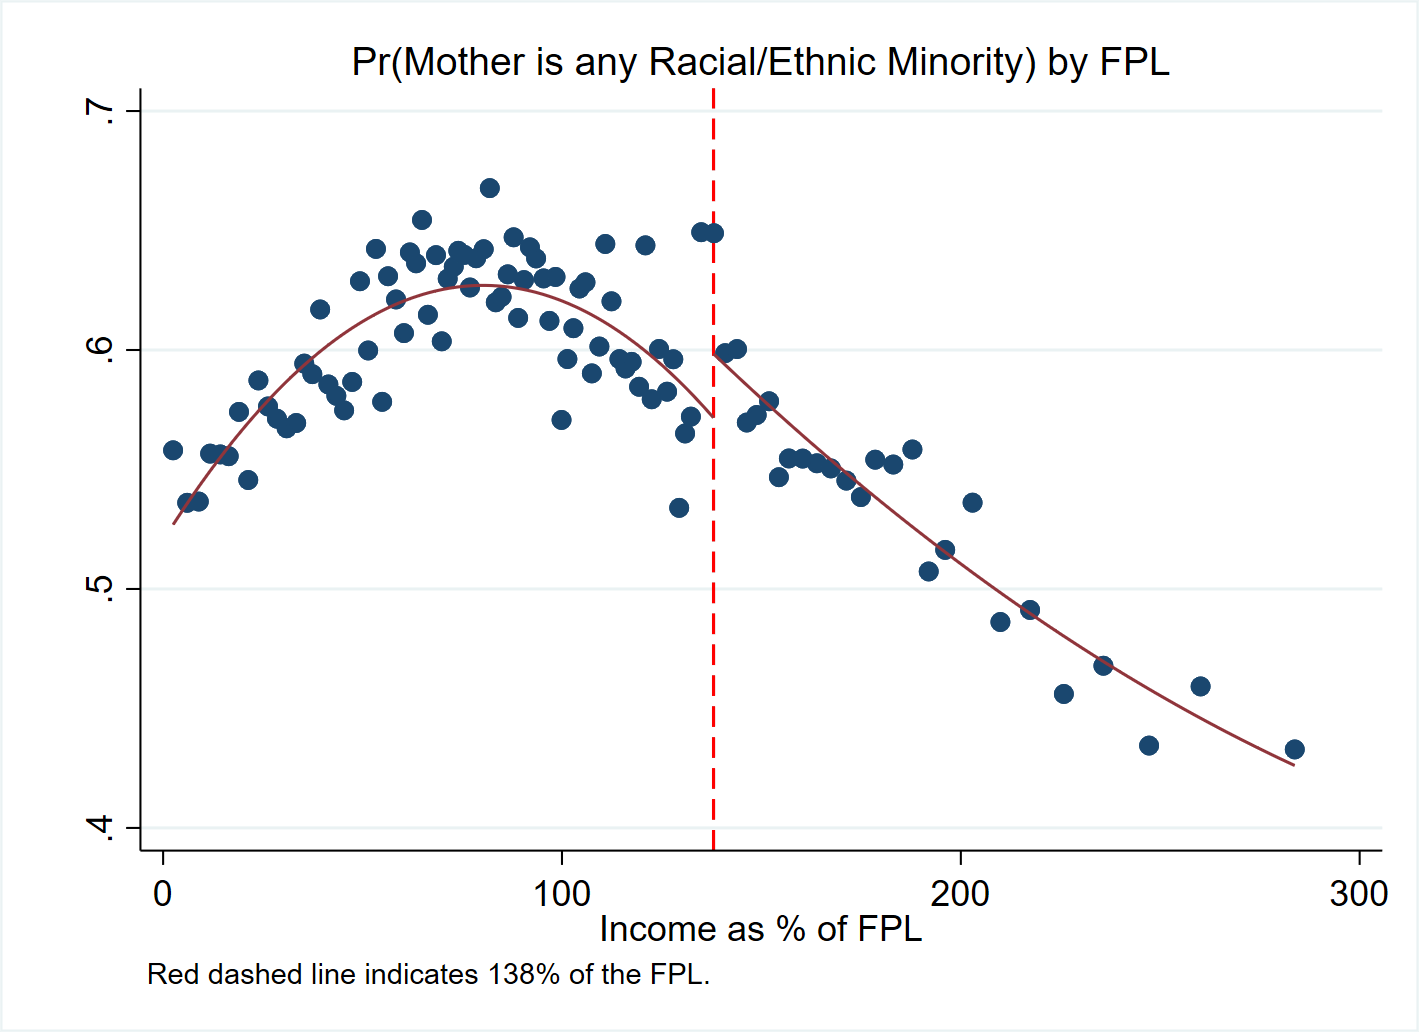 Pr(Mother is any Racial/Ethnic Minority) by FPL
.7
.6
.5
.4
0 100 200 300
Income as % of FPL
Red dashed line indicates 138% of the FPL.